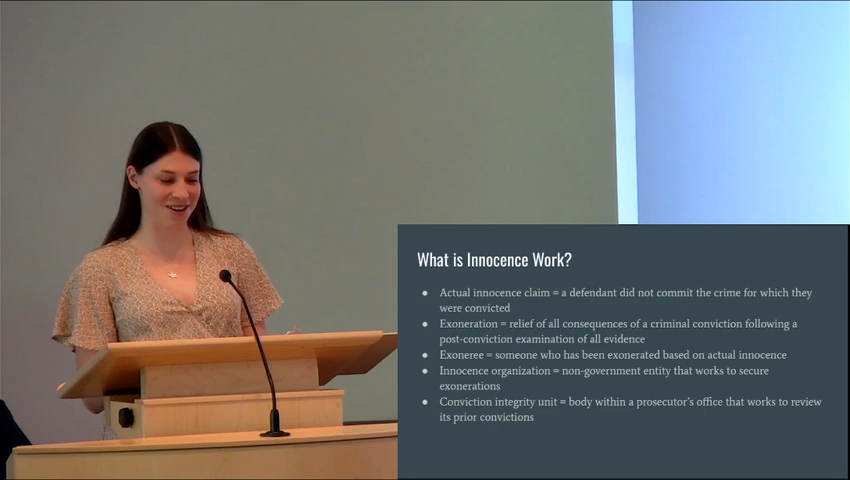 What is Innocence Work?
● Actual innocence claim = a defendant did not commit the crime for which they
were convicted
● Exoneration = relief of all consequences of a criminal conviction following a
post-conviction examination of all evidence
● Exoneree = someone who has been exonerated based on actual innocence
● Innocence organization = non-government entity that works to secure
exonerations
● Conviction integrity unit = body within a prosecutor's office that works to review
its prior convictions